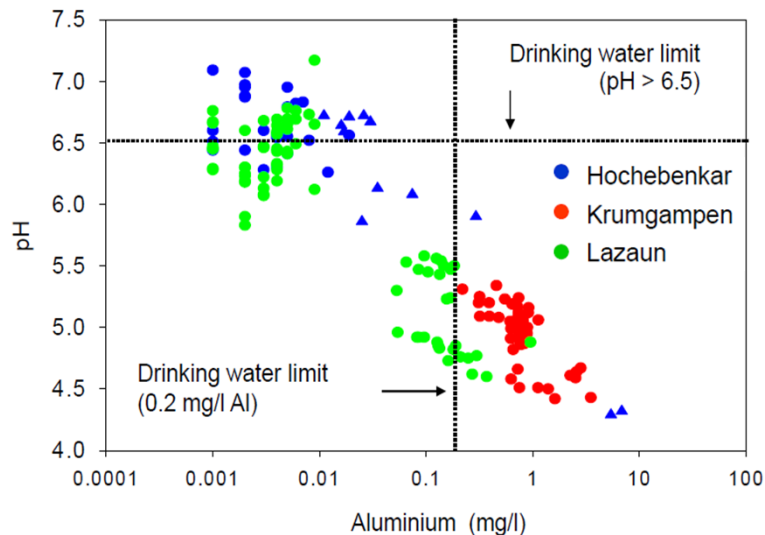 7.5
7.0
6.5
6.0
5.5
5.0
4.5
4.0
pH
Drinking water limit
(pH > 6.5)
Hochebenkar
Krumgampen
Lazaun
Drinking water limit
(0.2 mg/l Al)
0.0001 0.001 0.01 0.1 1 10 100
Aluminium (mg/l)